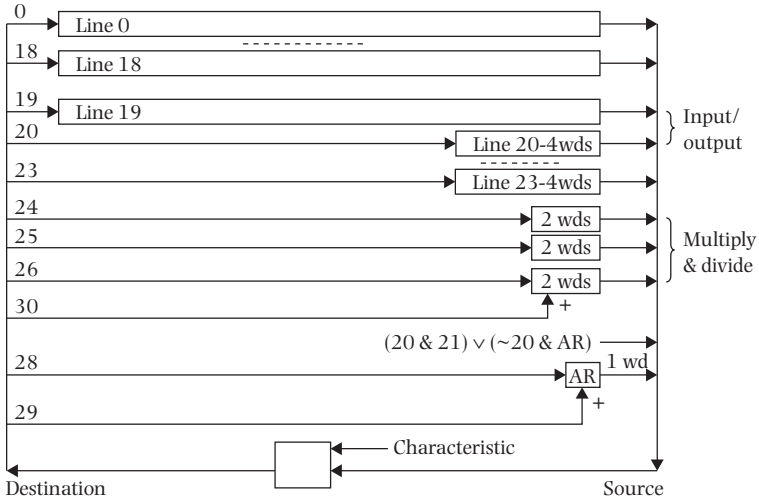 0
Line 0
18
Line 18
19
Line 19
Input/
output
20
Line 20-4wds
23
Line 23-4wds
24
2 wds
25
2 wds
Multiply
& divide
26
2 wds
30
+
(20 & 21) ∨ (~20 & AR)
28
AR
1 wd
29
+
Characteristic
Destination
Source